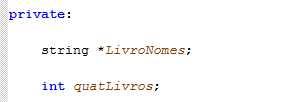 private:
string *LivroNomes;
int quatLivros;